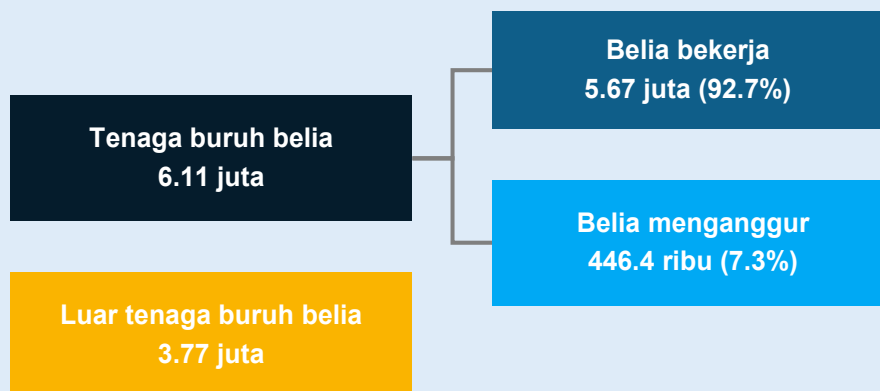 Tenaga buruh belia
6.11 juta
Belia bekerja
5.67 juta (92.7%)
Belia menganggur
446.4 ribu (7.3%)
Luar tenaga buruh belia
3.77 juta